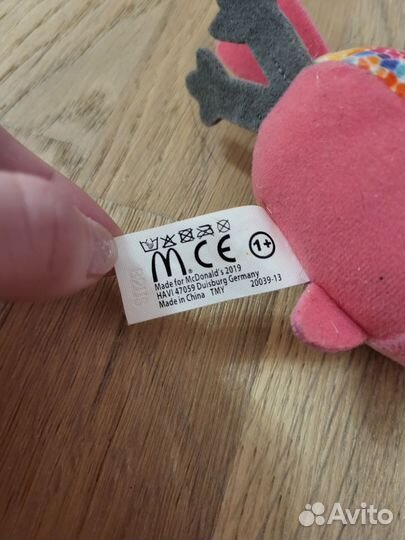 M® CE 1+
Made for McDonald's 2019
HAVI 47059 Duisburg Germany
Made in China TMY 20039-13
Avito